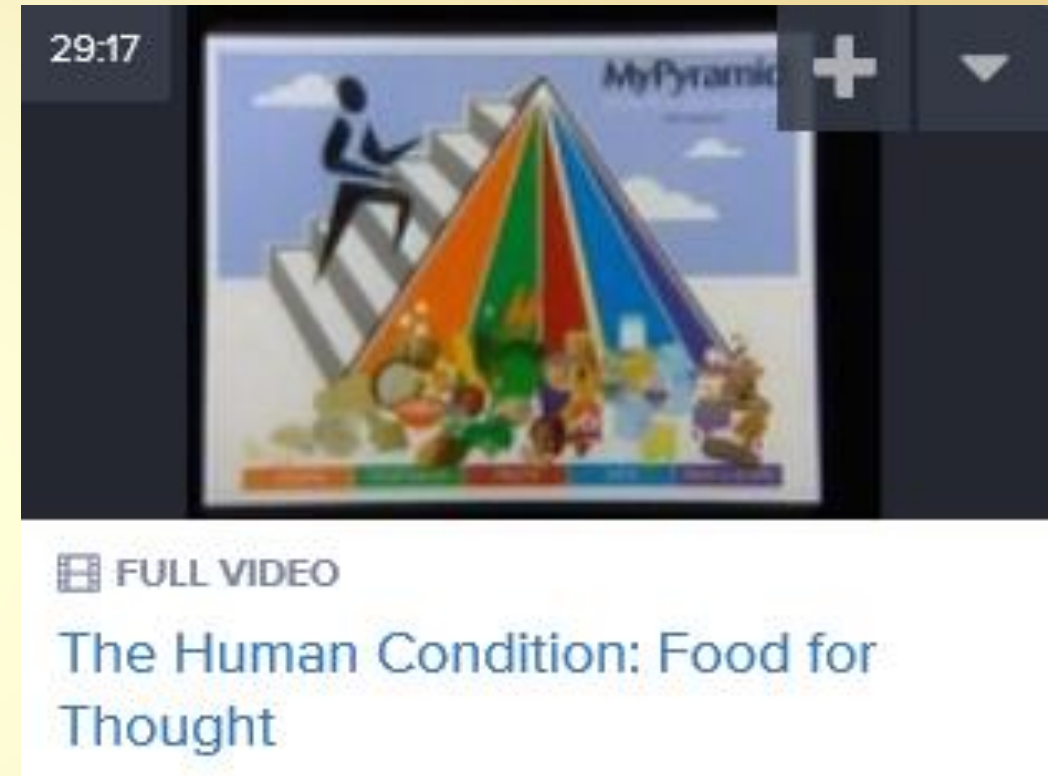 29:17
MyPyramid
FULL VIDEO
The Human Condition: Food for
Thought